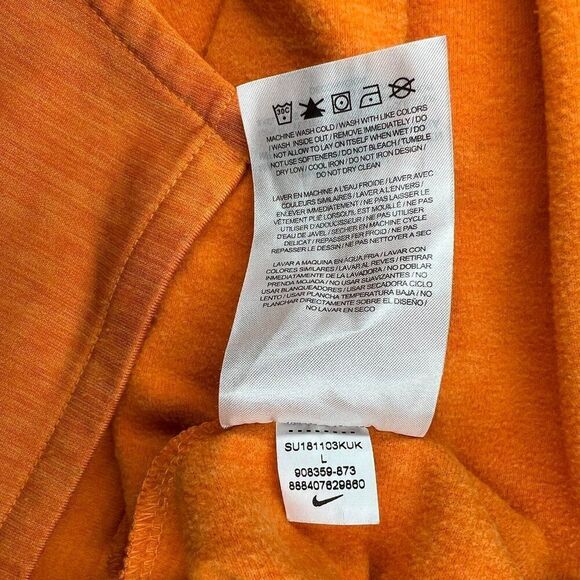 30C
MACHINE WASH COLD / WASH WITH LIKE COLORS
/ WASH INSIDE OUT / REMOVE IMMEDIATELY / DO
NOT ALLOW TO LAY ON ITSELF WHEN WET / DO
NOT USE SOFTENERS / DO NOT BLEACH / TUMBLE
DRY LOW / COOL IRON / DO NOT IRON DESIGN /
DO NOT DRY CLEAN
LAVER EN MACHINE A L'EAU FROIDE / LAVER AVEC
COULEURS SIMILAIRES / LAVER A L'ENVERS /
ENLEVER IMMEDIATEMENT / NE LAISSEZ PAS LE
VÊTEMENT PLIÉ LORSQU'IL EST MOUILLÉ / NE PAS
UTILISER D'ADOUCISSEUR / NE PAS UTILISER
D'EAU DE JAVEL / SECHER EN MACHINE CYCLE
DELICAT / REPASSER FER FROID / NE PAS
REPASSER LE DESSIN / NE PAS NETTOYER A SEC
LAVAR A MAQUINA EN AGUA FRIA / LAVAR CON
COLORES SIMILARES / LAVAR AL REVES / RETIRAR
INMEDIATAMENTE DE LA LAVADORA / NO DOBLAR
PRENDA MOJADA / NO USAR SUAVIZANTES / NO
USAR BLANQUEADORES / USAR SECADORA CICLO
LENTO / USAR PLANCHA TEMPERATURA BAJA / NO
PLANCHAR DIRECTAMENTE SOBRE EL DISEÑO /
NO LAVAR EN SECO
SU181103KUK
L
908359-873
888407629860